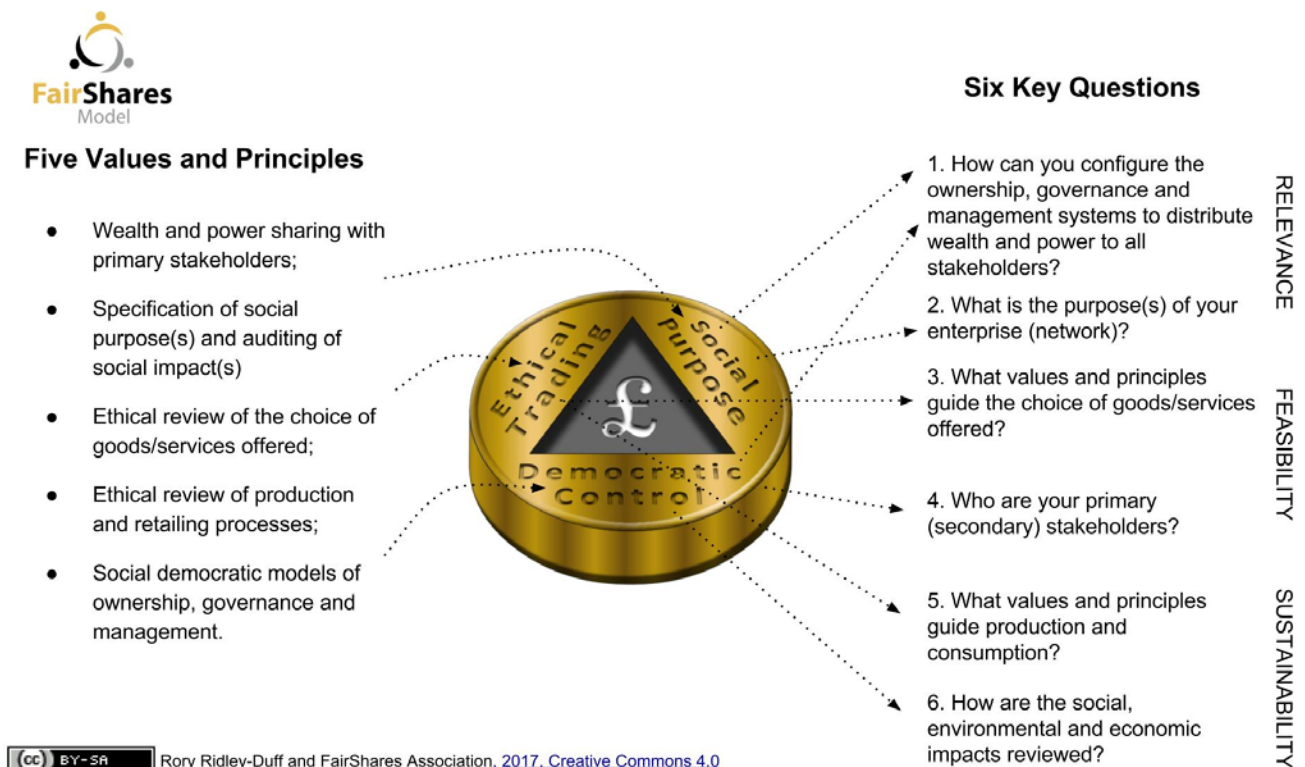 FairShares
Model
Five Values and Principles
● Wealth and power sharing with
primary stakeholders;
● Specification of social
purpose(s) and auditing of
social impact(s)
● Ethical review of the choice of
goods/services offered;
● Ethical review of production
and retailing processes;
● Social democratic models of
ownership, governance and
management.
Ethical
Trading
Social
Purpose
£
Democratic
Control
Six Key Questions
1. How can you configure the
ownership, governance and
management systems to distribute
wealth and power to all
stakeholders?
2. What is the purpose(s) of your
enterprise (network)?
3. What values and principles
guide the choice of goods/services
offered?
4. Who are your primary
(secondary) stakeholders?
5. What values and principles
guide production and
consumption?
6. How are the social,
environmental and economic
impacts reviewed?
RELEVANCE
FEASIBILITY
SUSTAINABILITY
(cc) BY-SA
Rory Ridley-Duff and FairShares Association, 2017, Creative Commons 4.0